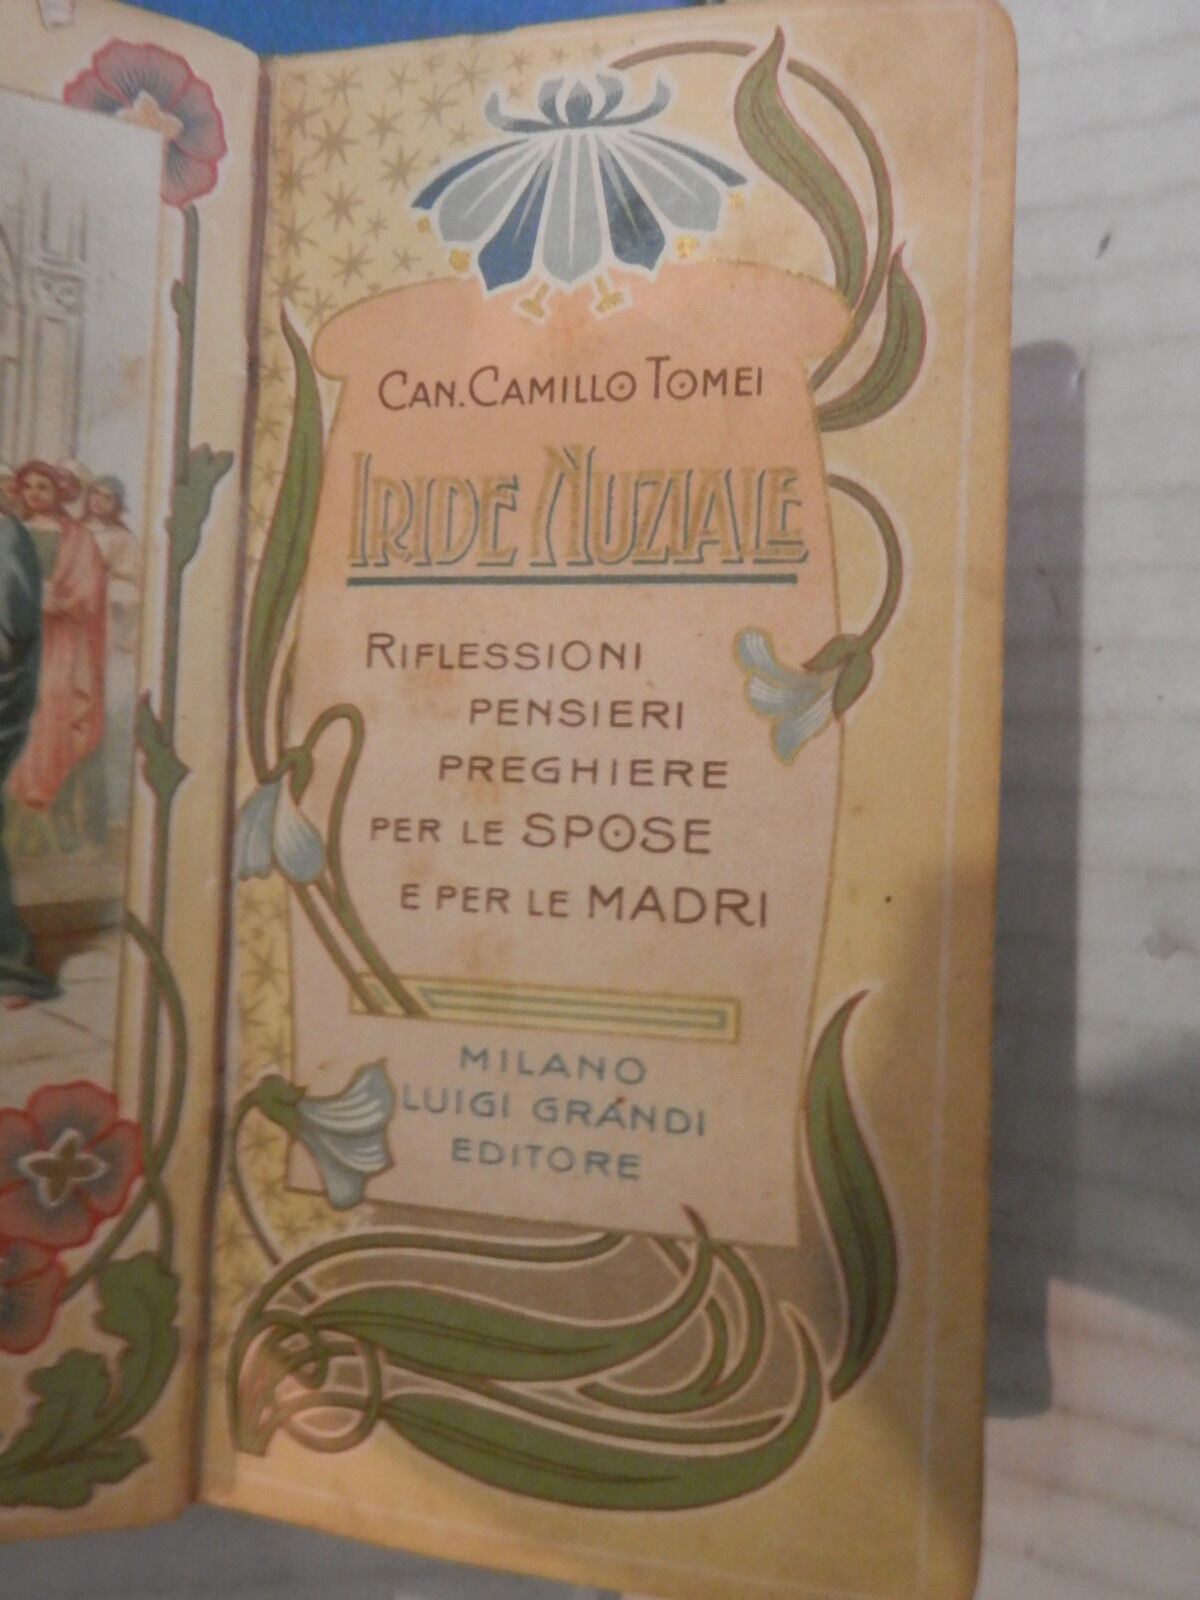 CAN. CAMILLO TOMEI
IRIDE NUZIALE
RIFLESSIONI
PENSIERI
PREGHIERE
PER LE SPOSE
E PER LE MADRI
MILANO
LUIGI GRANDI
EDITORE